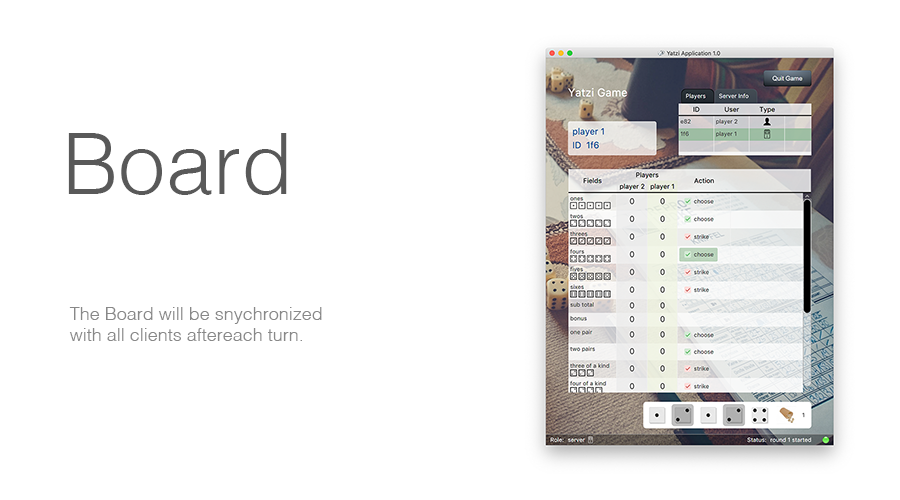 Board
The Board will be snychronized
with all clients aftereach turn.
Yatzi Application 1.0
Quit Game
Yatzi Game
Players Server Info
ID User Type
e82 player 2
1f6 player 1
player 1
ID 1f6
Players
Fields player 2 player 1 Action
ones 0 0 choose
twos 0 0 choose
threes 0 0 strike
fours 0 0 choose
fives 0 0 strike
sixes 0 0 strike
sub total 0 0
bonus 0 0
one pair 0 0 choose
two pairs 0 0 choose
three of a kind 0 0 strike
four of a kind 0 0 strike
1
Role: server Status: round 1 started